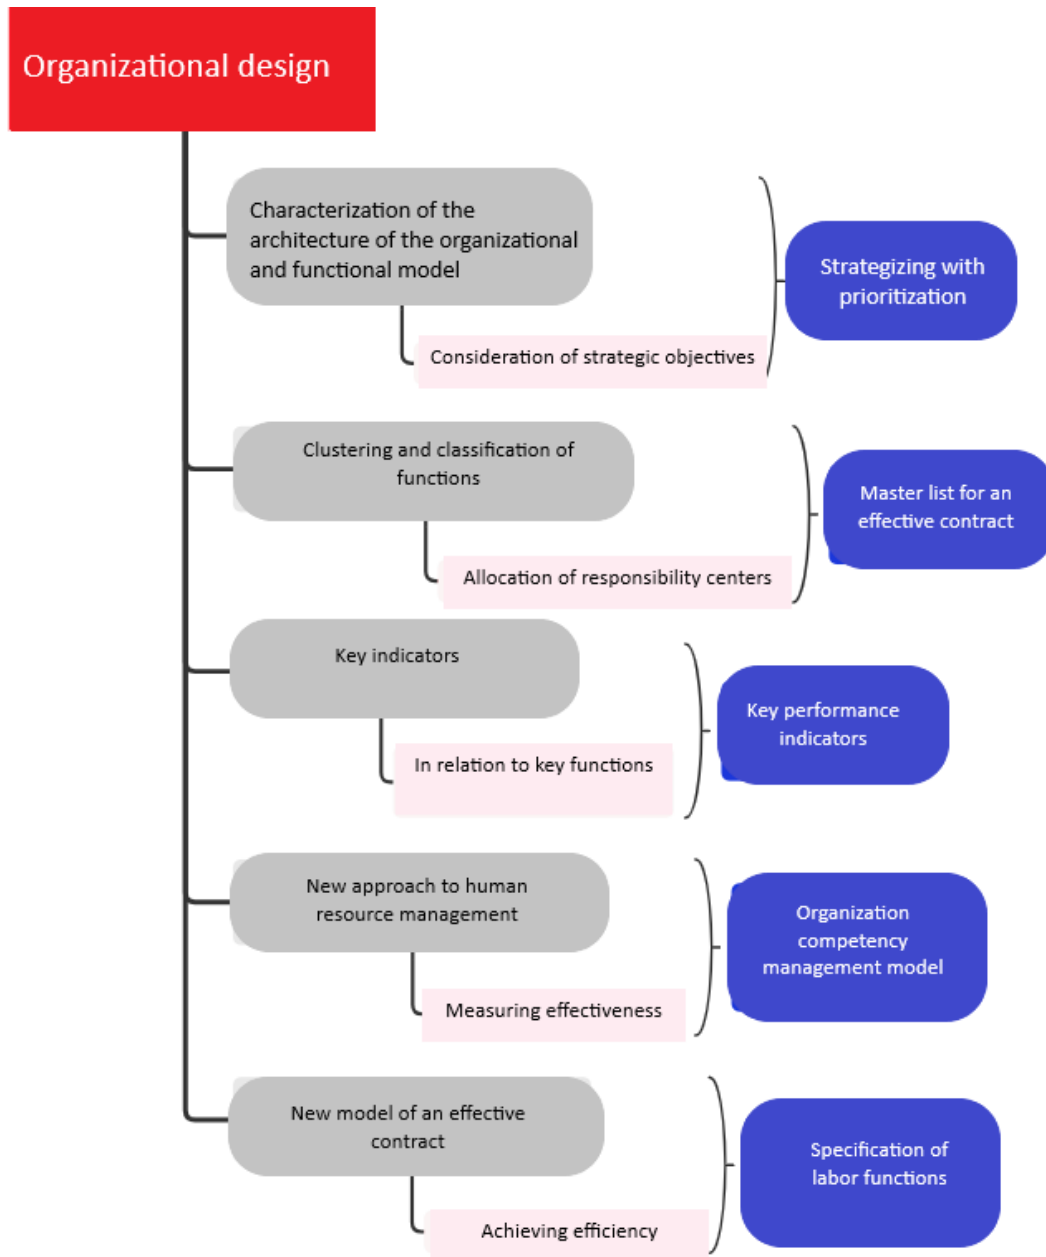 Organizational design
Characterization of the
architecture of the organizational
and functional model
Consideration of strategic objectives
Strategizing with
prioritization
Clustering and classification of
functions
Allocation of responsibility centers
Master list for an
effective contract
Key indicators
In relation to key functions
Key performance
indicators
New approach to human
resource management
Measuring effectiveness
Organization
competency
management model
New model of an effective
contract
Achieving efficiency
Specification of
labor functions